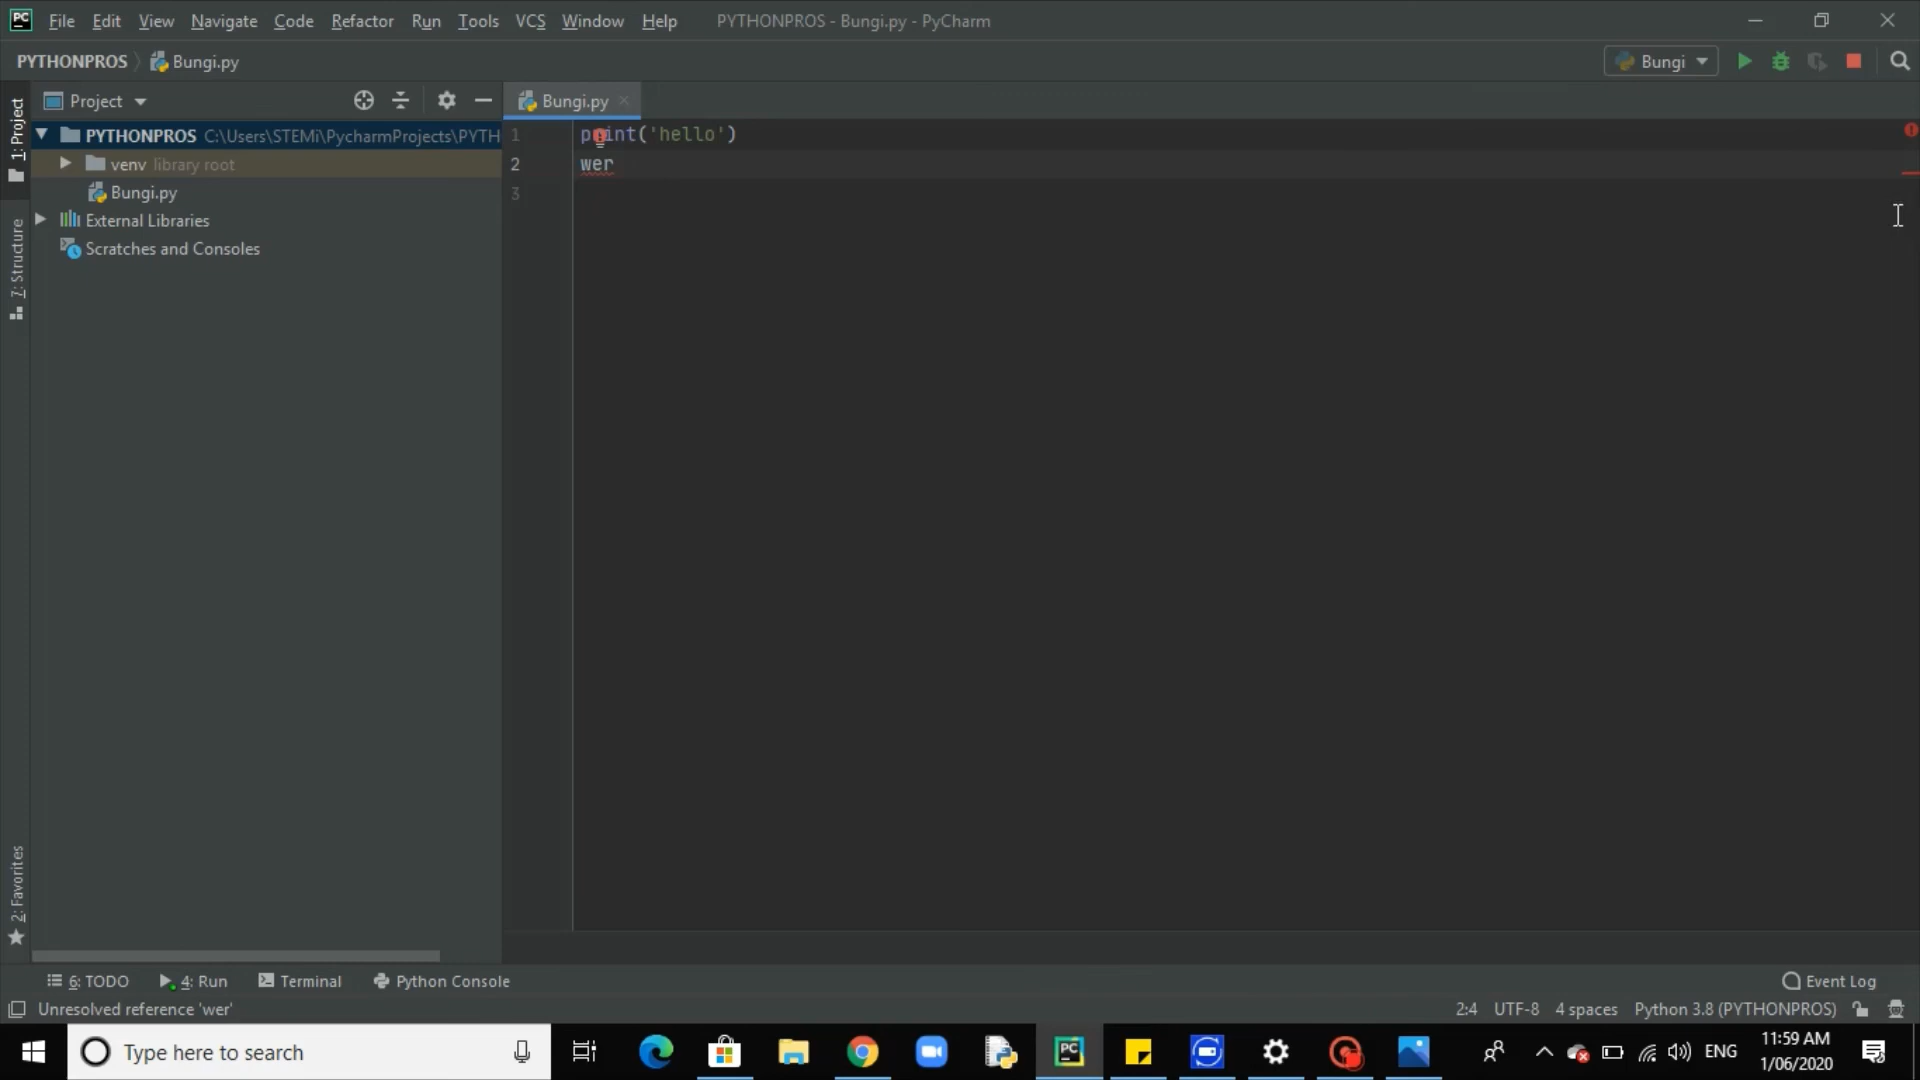 PC File Edit View Navigate Code Refactor Run Tools VCS Window Help PYTHONPROS - Bungi.py - PyCharm
PYTHONPROS Bungi.py Bungi
Project Bungi.py
1: Project
PYTHONPROS C:\Users\STEMi\PycharmProjects\PYTH
venv library root
Bungi.py
External Libraries
Scratches and Consoles
7: Structure
2: Favorites
1 print('hello')
2 wer
3
6: TODO 4: Run Terminal Python Console Event Log
Unresolved reference 'wer' 2:4 UTF-8 4 spaces Python 3.8 (PYTHONPROS)
Type here to search PC ENG 11:59 AM
1/06/2020